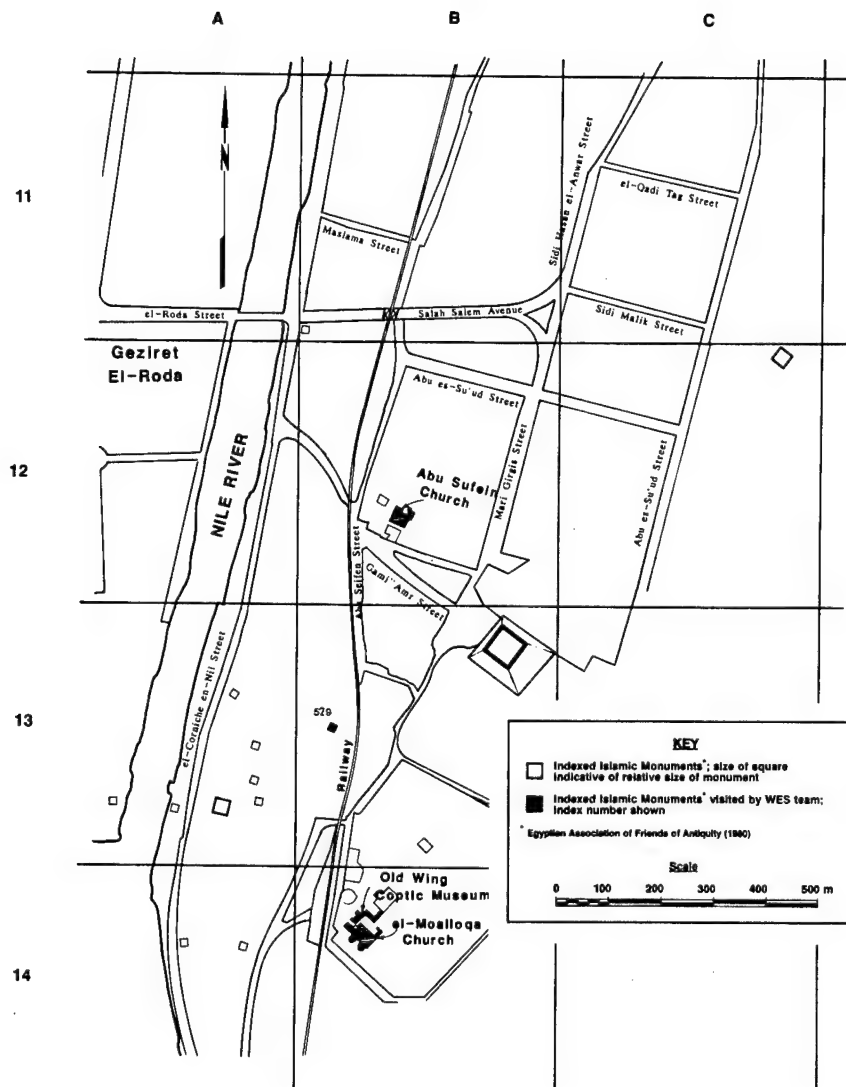 A
B
C
11
12
13
14
N
Maslama Street
Sidi Hasan el-Anwar Street
el-Qadi Tag Street
el-Roda Street
Salah Salem Avenue
Sidi Malik Street
Geziret
El-Roda
NILE RIVER
Abu es-Su'ud Street
Mari Girgis Street
Abu es-Su'ud Street
Abu Sufein
Church
Abu Seifen Street
Gami' Amr Street
el-Corniche en-Nil Street
529
Railway
Old Wing
Coptic Museum
el-Moalloqa
Church
KEY
Indexed Islamic Monuments*; size of square
indicative of relative size of monument
Indexed Islamic Monuments* visited by WES team;
Index number shown
* Egyptian Association of Friends of Antiquity (1980)
Scale
0 100 200 300 400 500 m